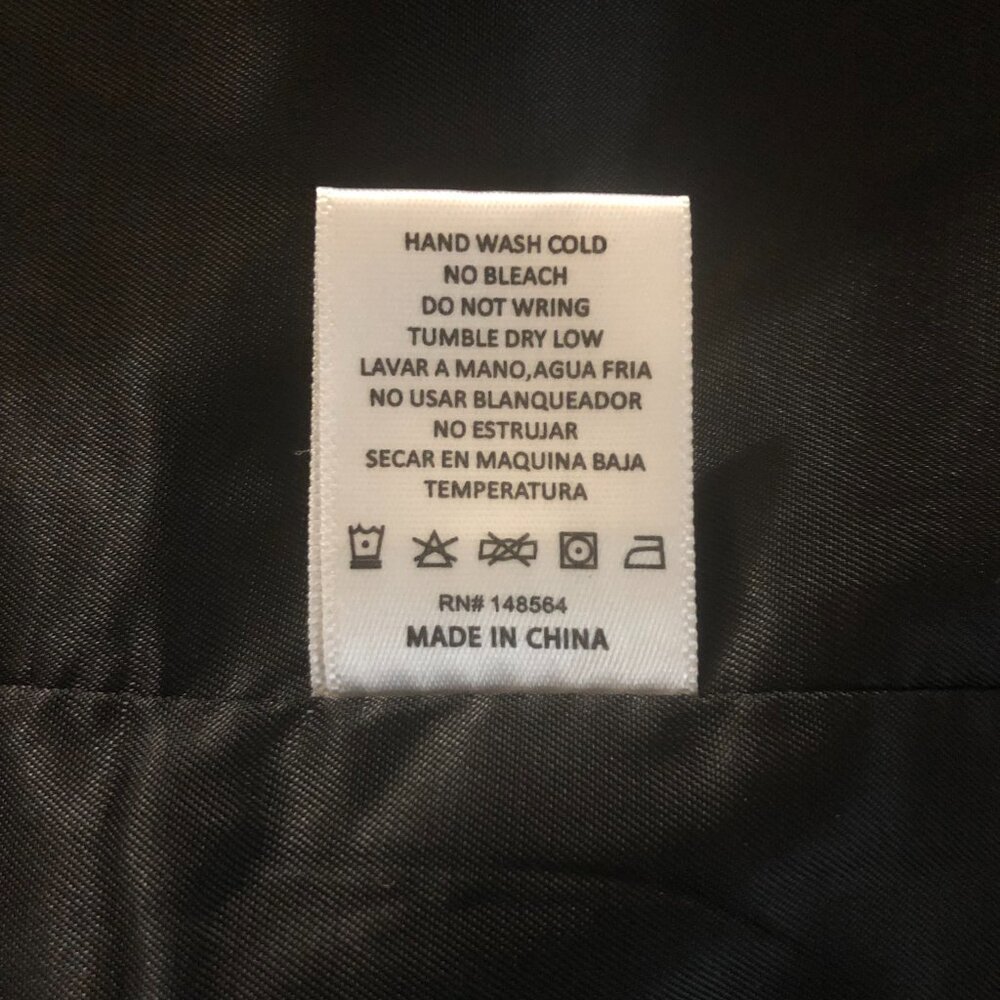 HAND WASH COLD
NO BLEACH
DO NOT WRING
TUMBLE DRY LOW
LAVAR A MANO,AGUA FRIA
NO USAR BLANQUEADOR
NO ESTRUJAR
SECAR EN MAQUINA BAJA
TEMPERATURA
RN# 148564
MADE IN CHINA